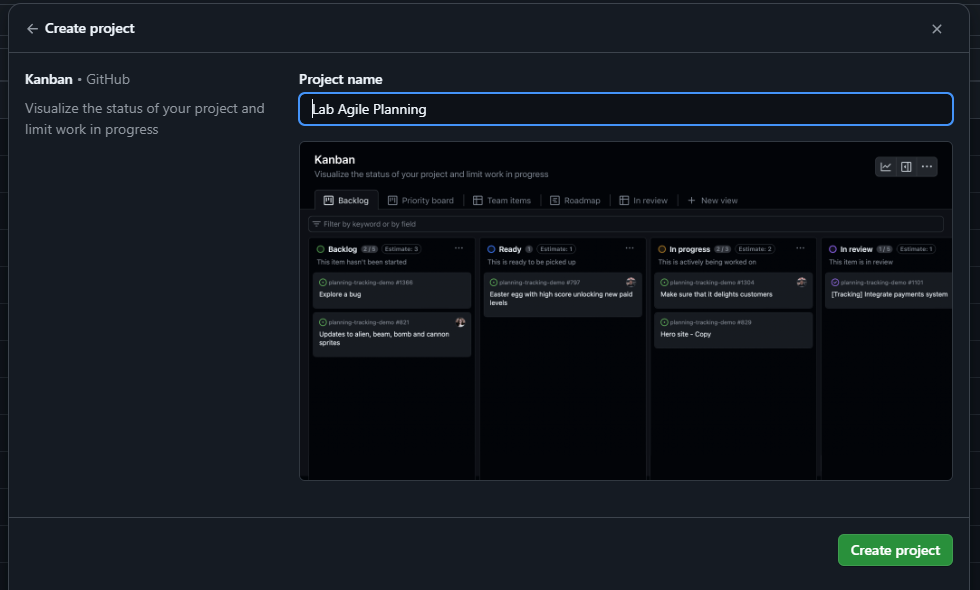 ← Create project
Kanban • GitHub
Visualize the status of your project and
limit work in progress
Project name
Lab Agile Planning
Kanban
Visualize the status of your project and limit work in progress
Backlog Priority board Team items Roadmap In review + New view
Filter by keyword or by field
Backlog 2/5 Estimate: 3
This item hasn't been started
planning-tracking-demo #1366
Explore a bug
planning-tracking-demo #821
Updates to alien, beam, bomb and cannon
sprites
Ready 1 Estimate: 1
This is ready to be picked up
planning-tracking-demo #797
Easter egg with high score unlocking new paid
levels
In progress 2/3 Estimate: 2
This is actively being worked on
planning-tracking-demo #1304
Make sure that it delights customers
planning-tracking-demo #829
Hero site - Copy
In review 1/5 Estimate: 1
This item is in review
planning-tracking-demo #1101
[Tracking] Integrate payments system
Create project